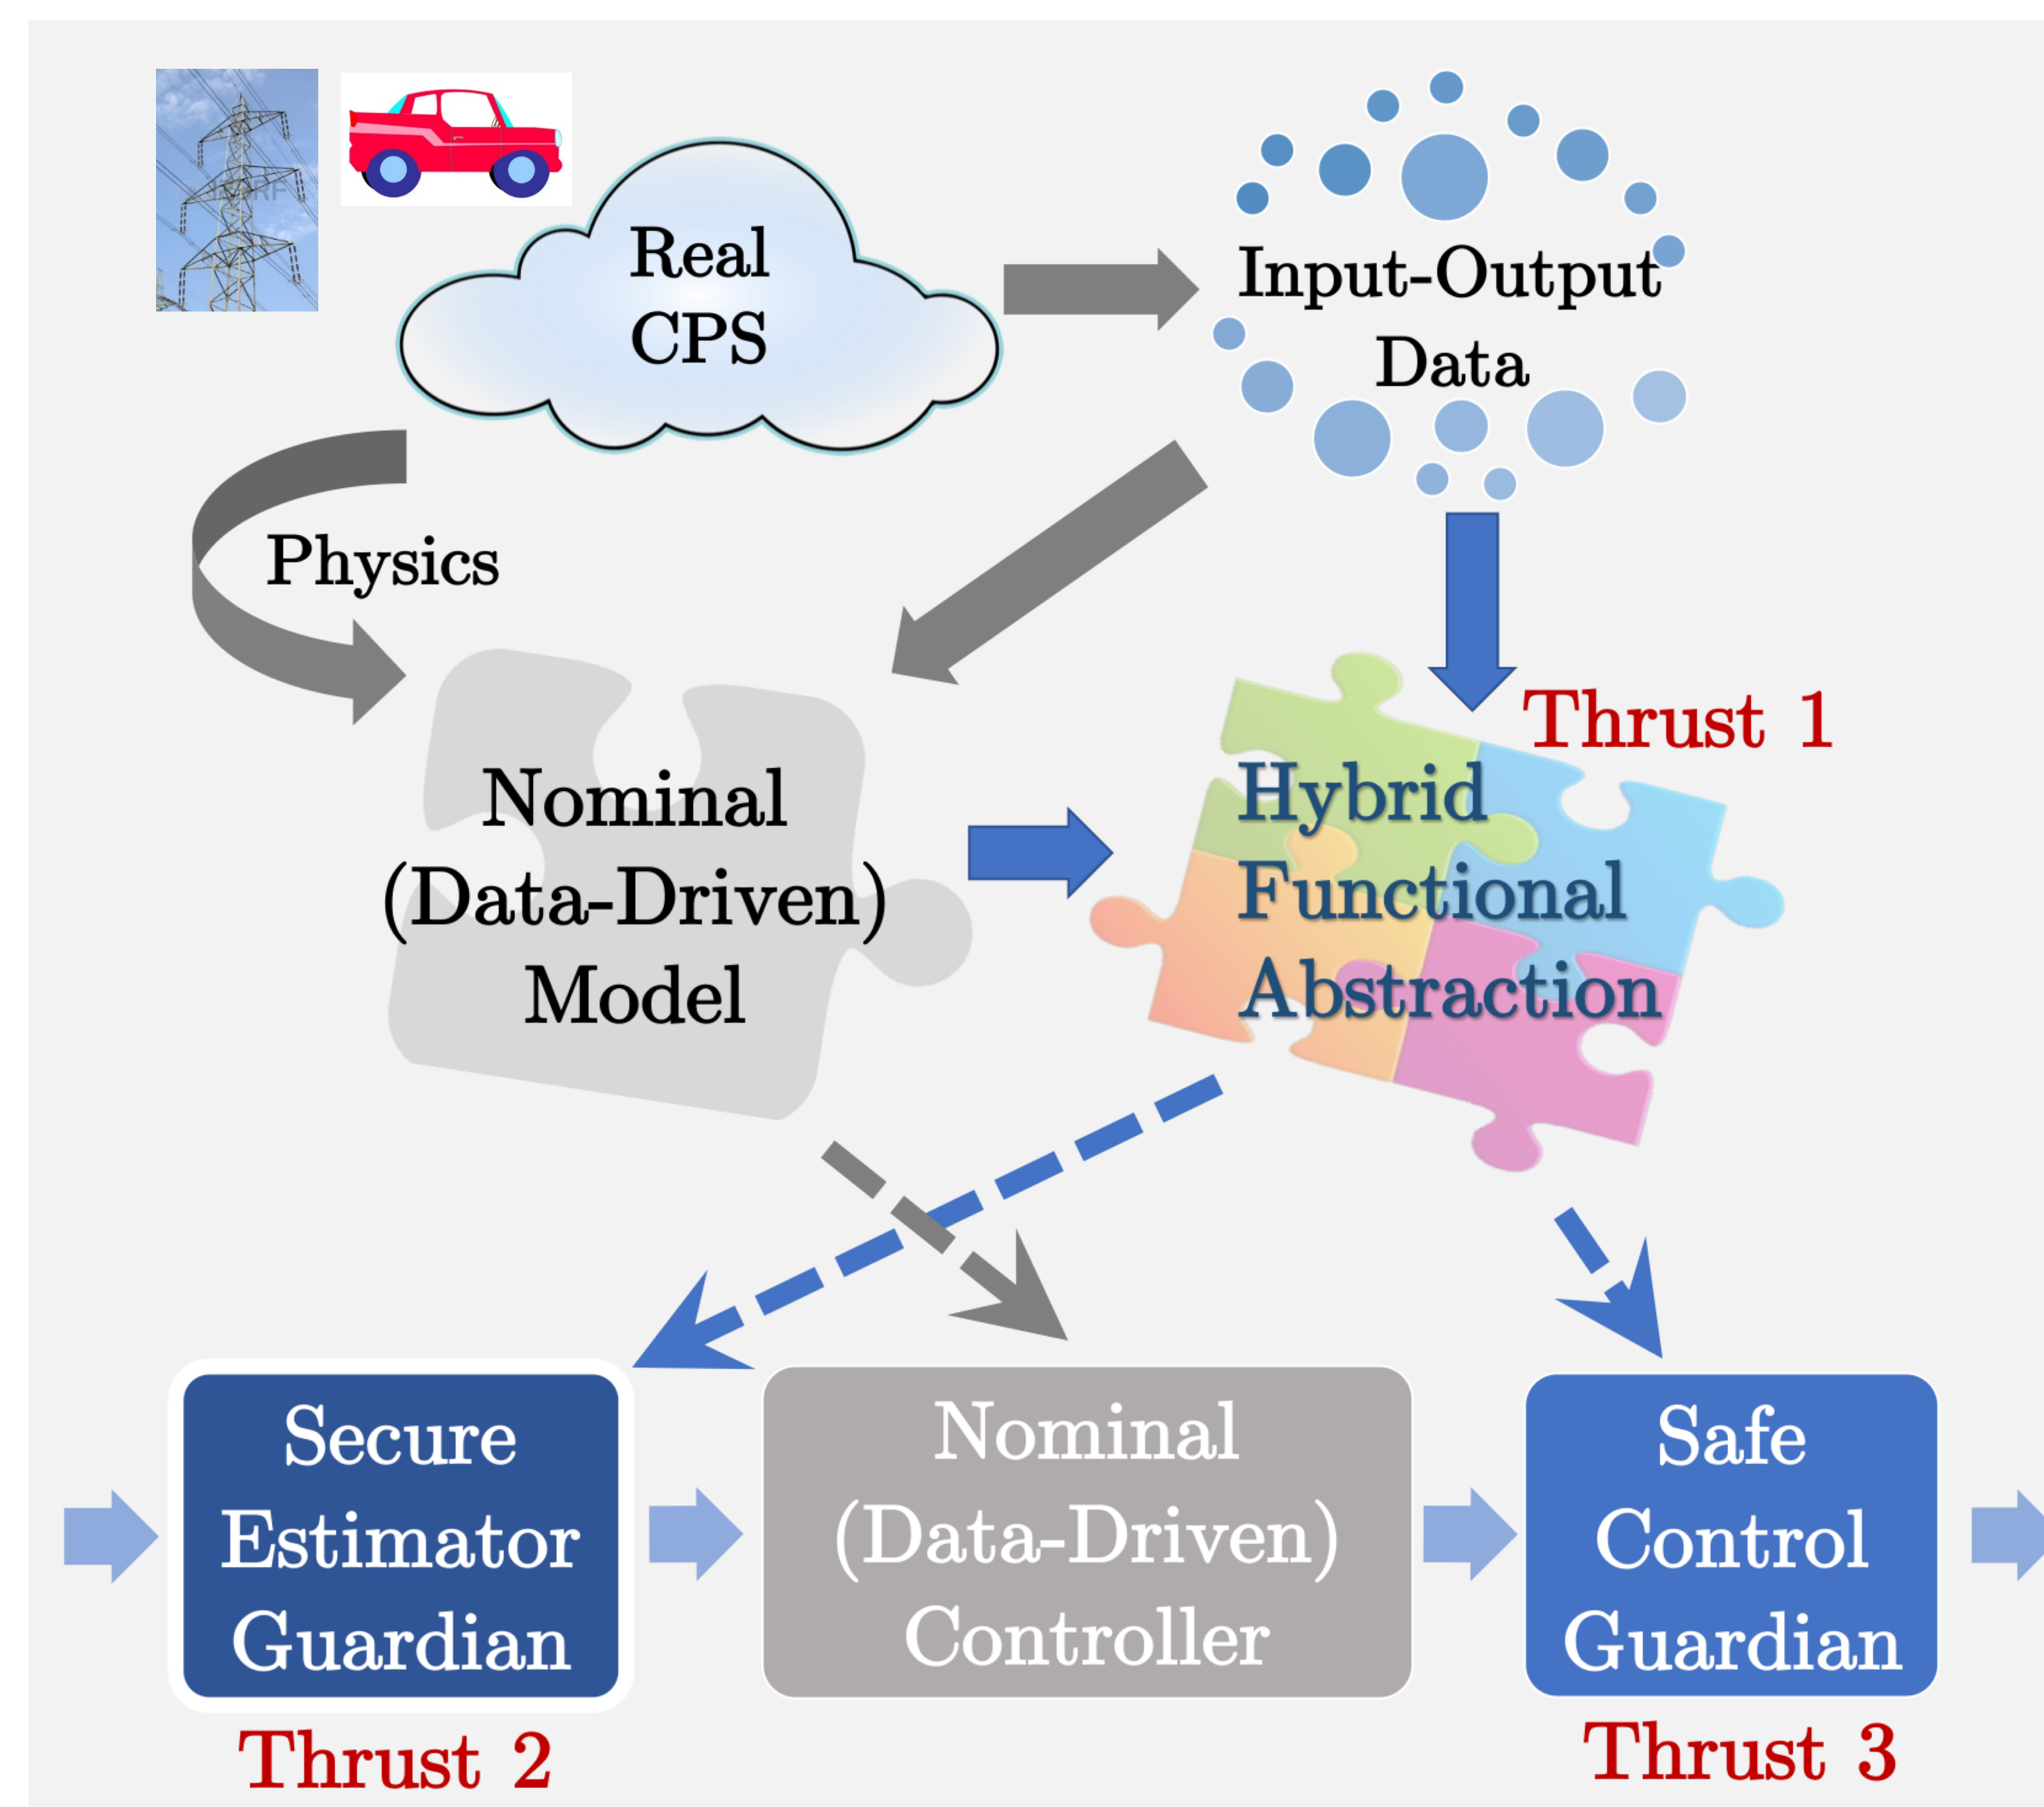 Real
CPS
Input-Output
Data
Physics
Thrust 1
Nominal
(Data-Driven)
Model
Hybrid
Functional
Abstraction
Secure
Estimator
Guardian
Nominal
(Data-Driven)
Controller
Safe
Control
Guardian
Thrust 2
Thrust 3